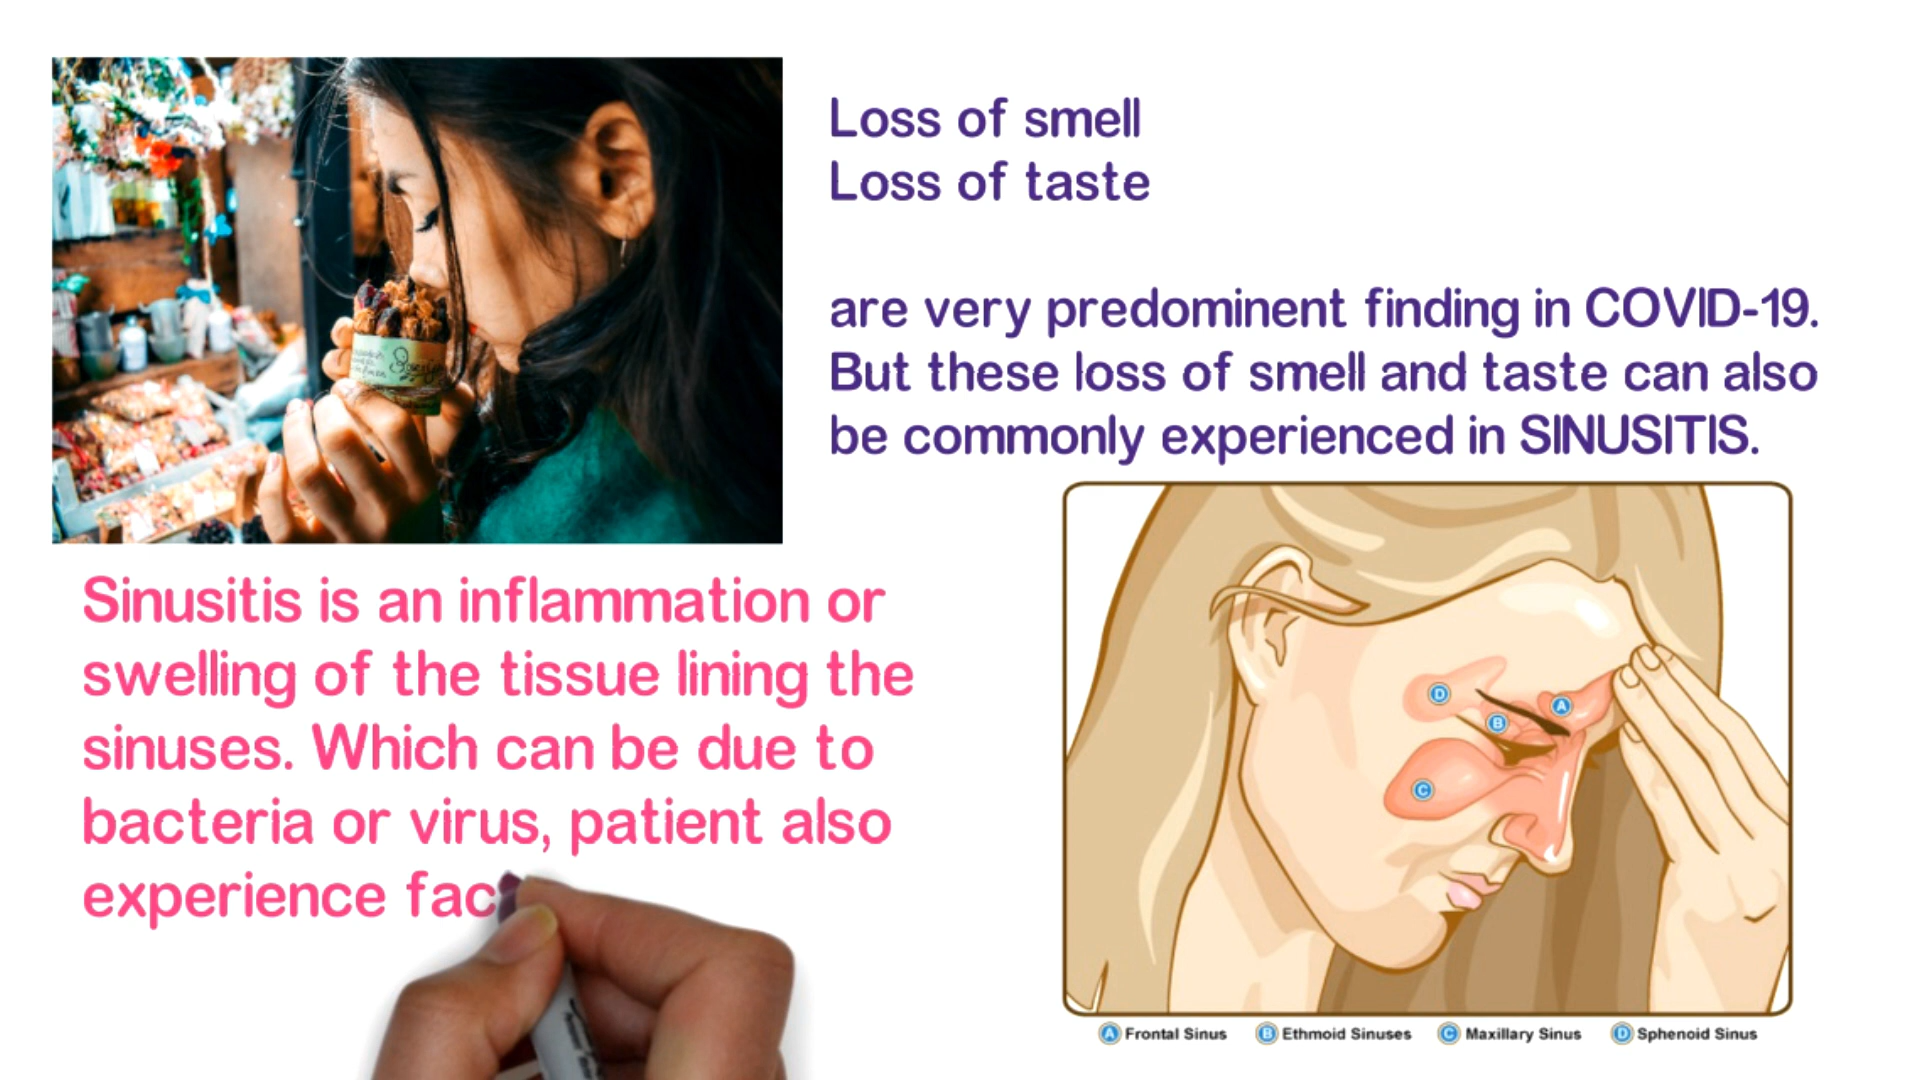 Loss of smell
Loss of taste
are very predominent finding in COVID-19.
But these loss of smell and taste can also
be commonly experienced in SINUSITIS.
Sinusitis is an inflammation or
swelling of the tissue lining the
sinuses. Which can be due to
bacteria or virus, patient also
experience fac
D
A
B
C
A Frontal Sinus B Ethmoid Sinuses C Maxillary Sinus D Sphenoid Sinus